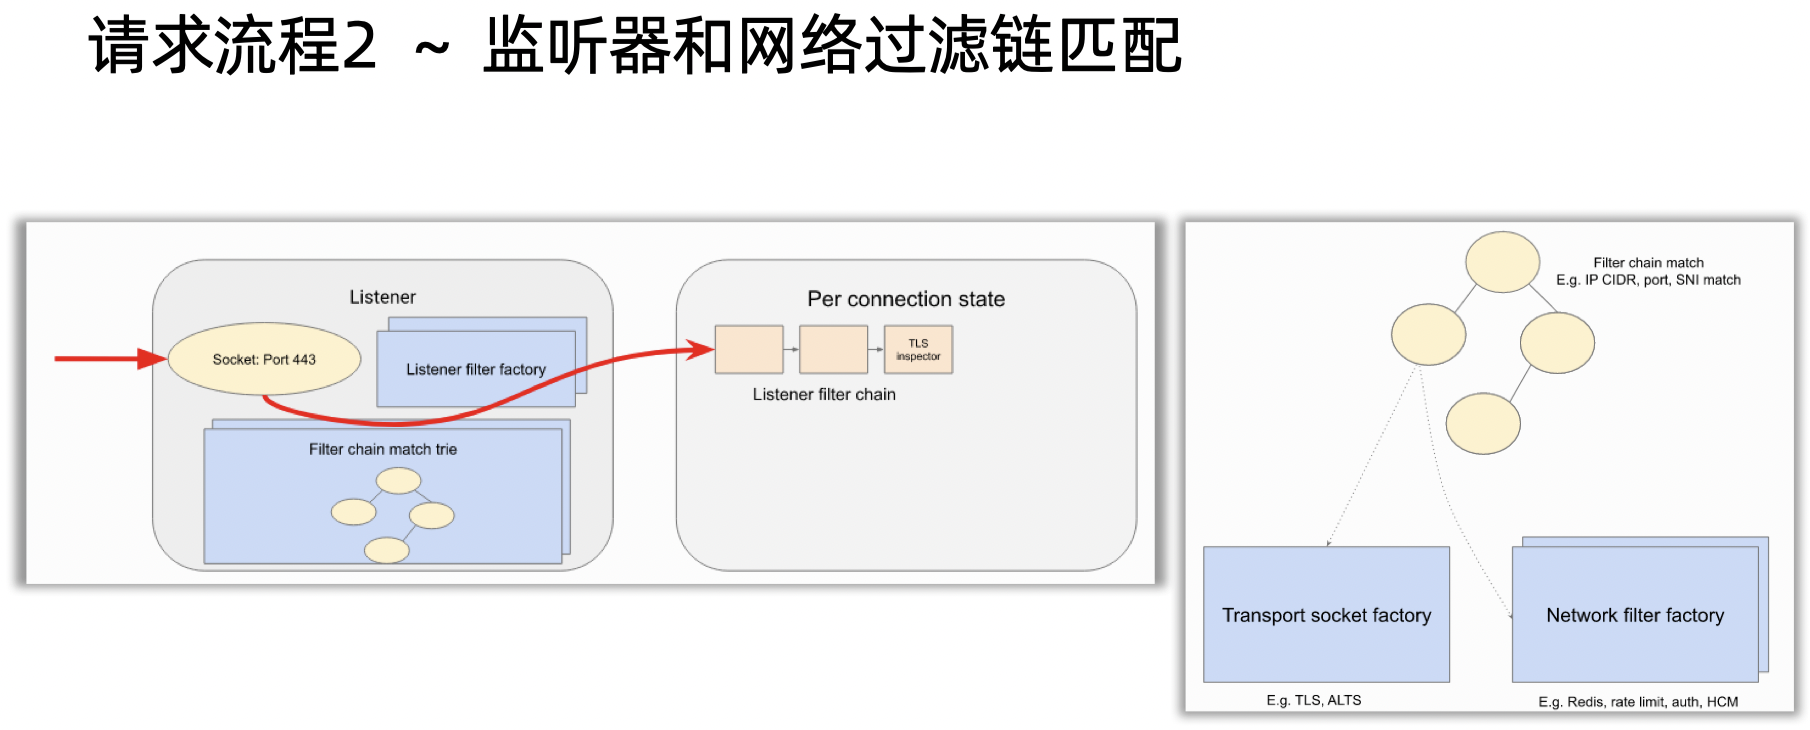 请求流程2 ~ 监听器和网络过滤链匹配
Listener
Socket: Port 443
Listener filter factory
Filter chain match trie
Per connection state
TLS
inspector
Listener filter chain
Filter chain match
E.g. IP CIDR, port, SNI match
Transport socket factory
E.g. TLS, ALTS
Network filter factory
E.g. Redis, rate limit, auth, HCM